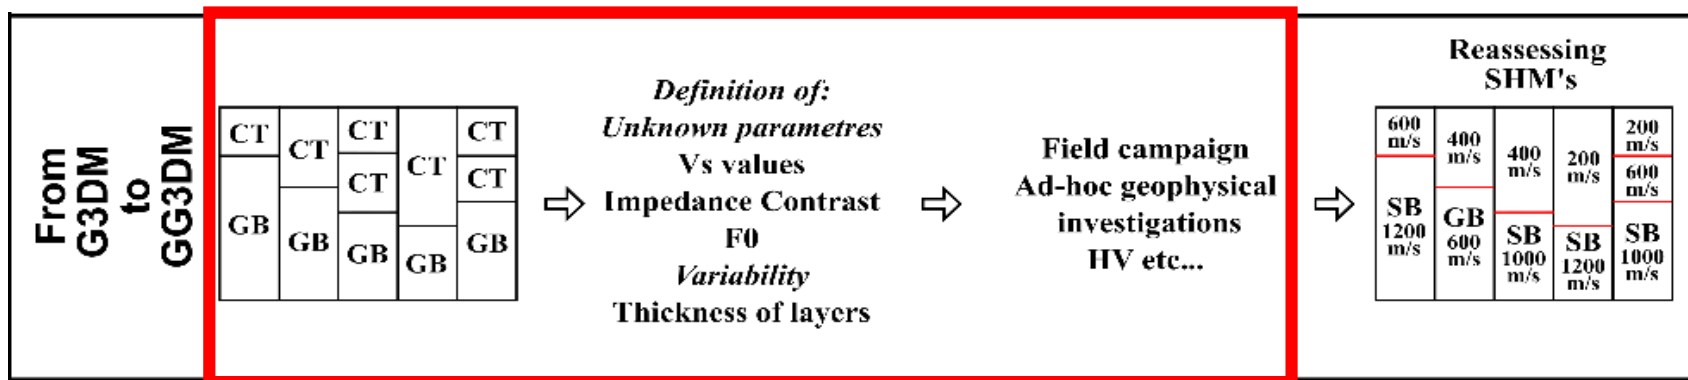 From
G3DM
to
GG3DM
CT
CT
CT
CT
CT
CT
CT
GB
GB
GB
GB
GB
Definition of:
Unknown parametres
Vs values
Impedance Contrast
F0
Variability
Thickness of layers
Field campaign
Ad-hoc geophysical
investigations
HV etc...
Reassessing
SHM's
600
m/s
SB
1200
m/s
400
m/s
GB
600
m/s
400
m/s
SB
1000
m/s
200
m/s
SB
1200
m/s
200
m/s
600
m/s
SB
1000
m/s